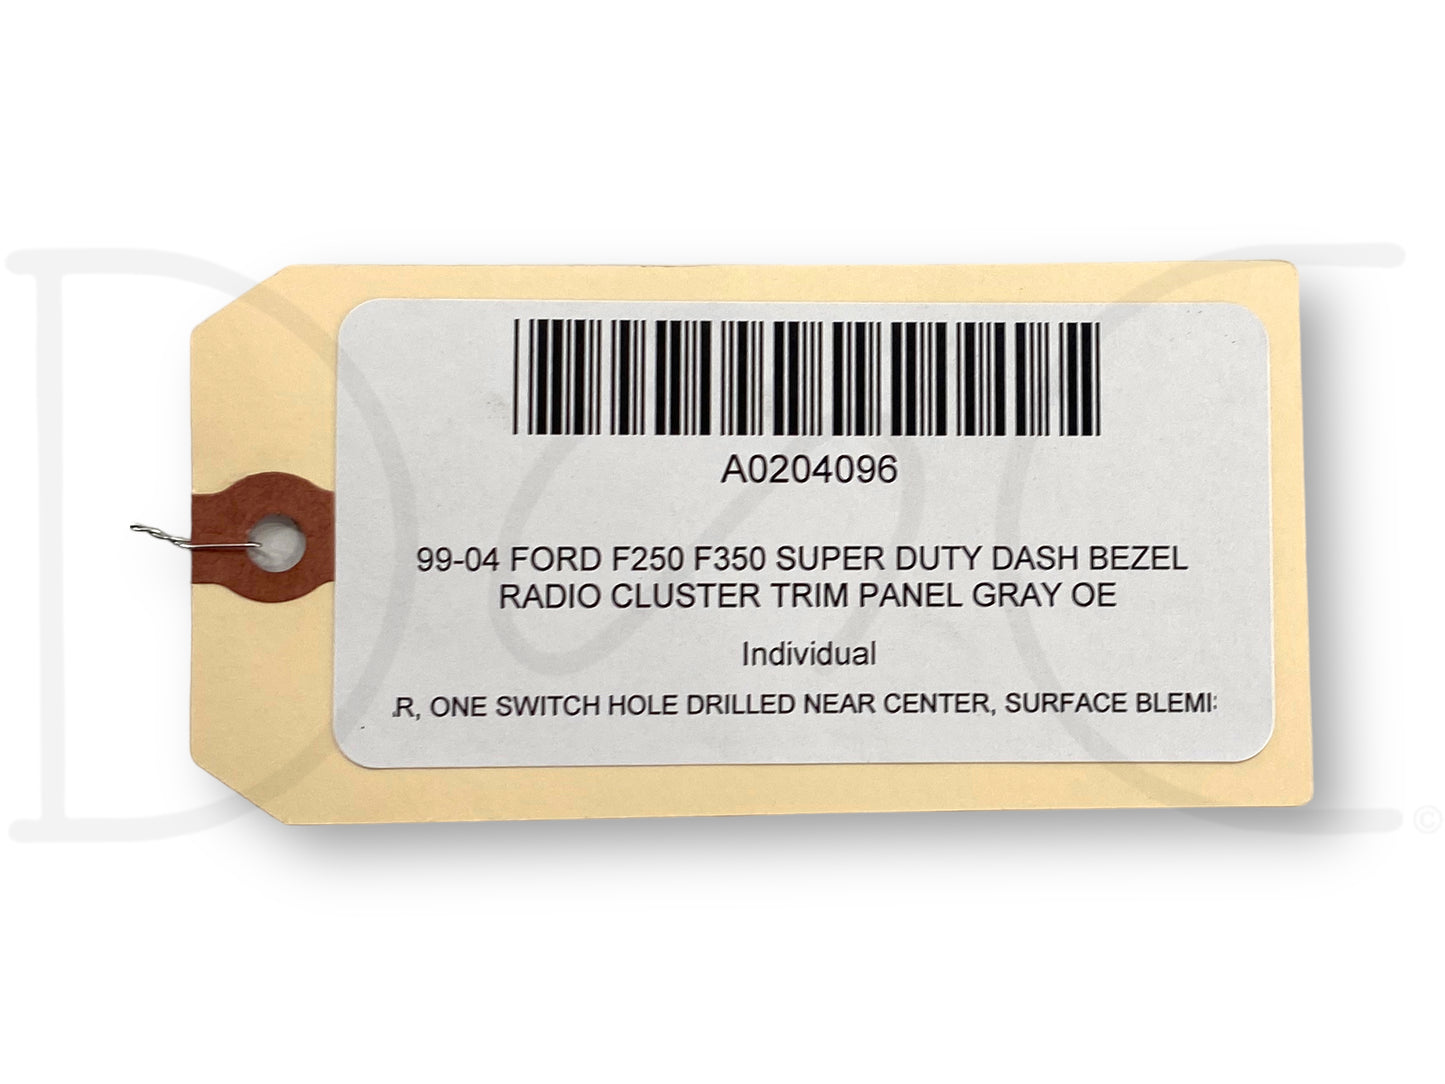 A0204096
99-04 FORD F250 F350 SUPER DUTY DASH BEZEL
RADIO CLUSTER TRIM PANEL GRAY OE
Individual
R, ONE SWITCH HOLE DRILLED NEAR CENTER, SURFACE BLEMI
©